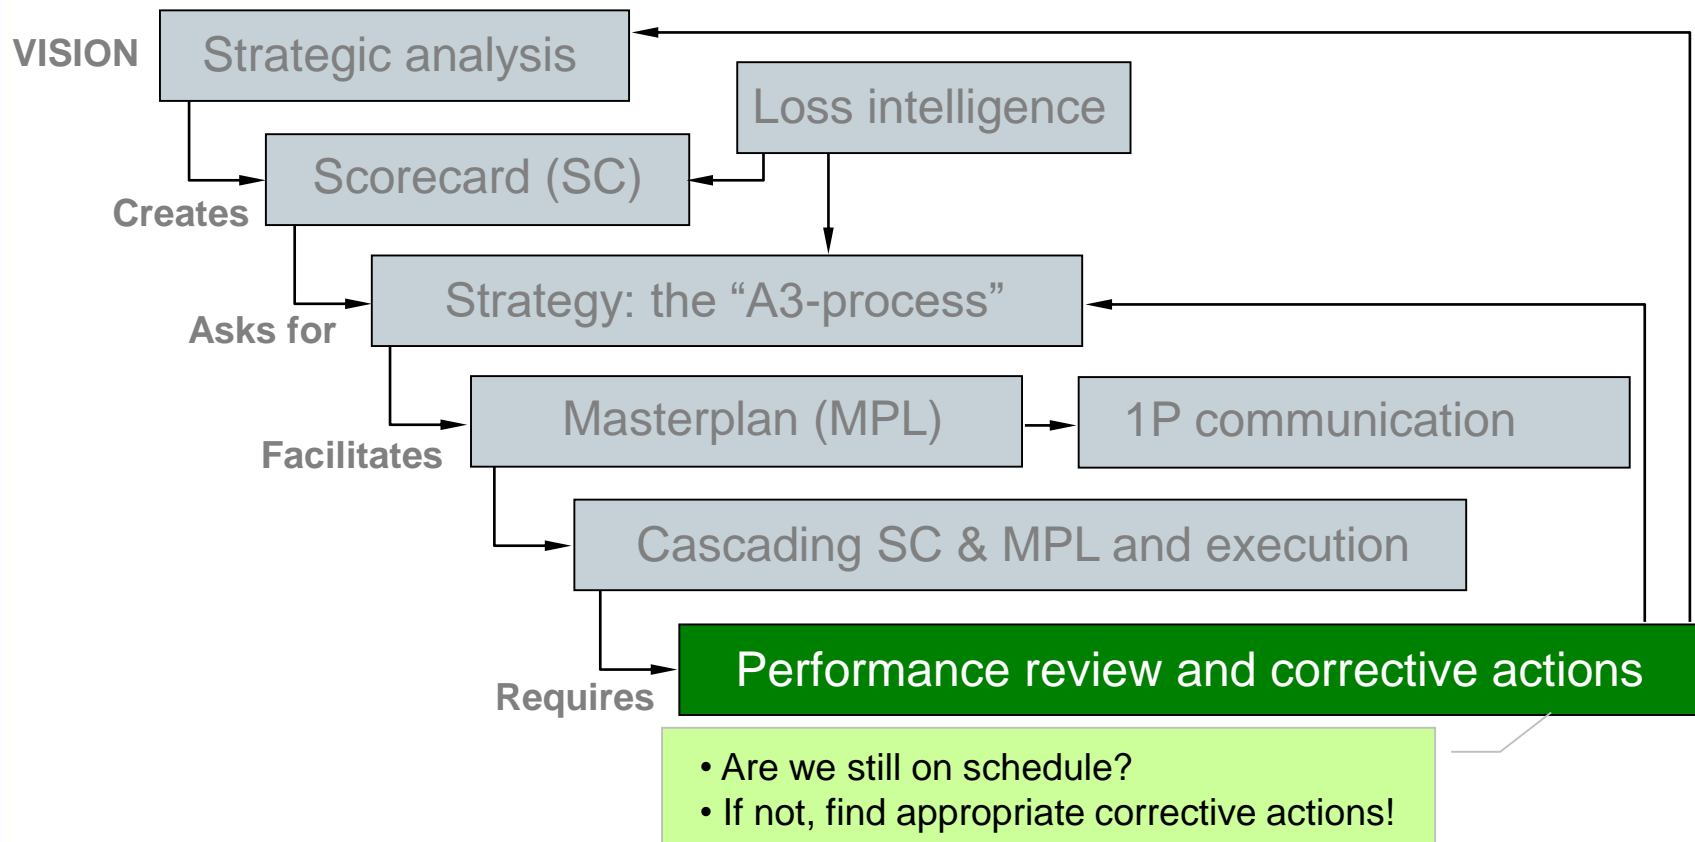 VISION
Strategic analysis
Loss intelligence
Scorecard (SC)
Creates
Strategy: the “A3-process”
Asks for
Masterplan (MPL)
1P communication
Facilitates
Cascading SC & MPL and execution
Performance review and corrective actions
Requires
• Are we still on schedule?
• If not, find appropriate corrective actions!